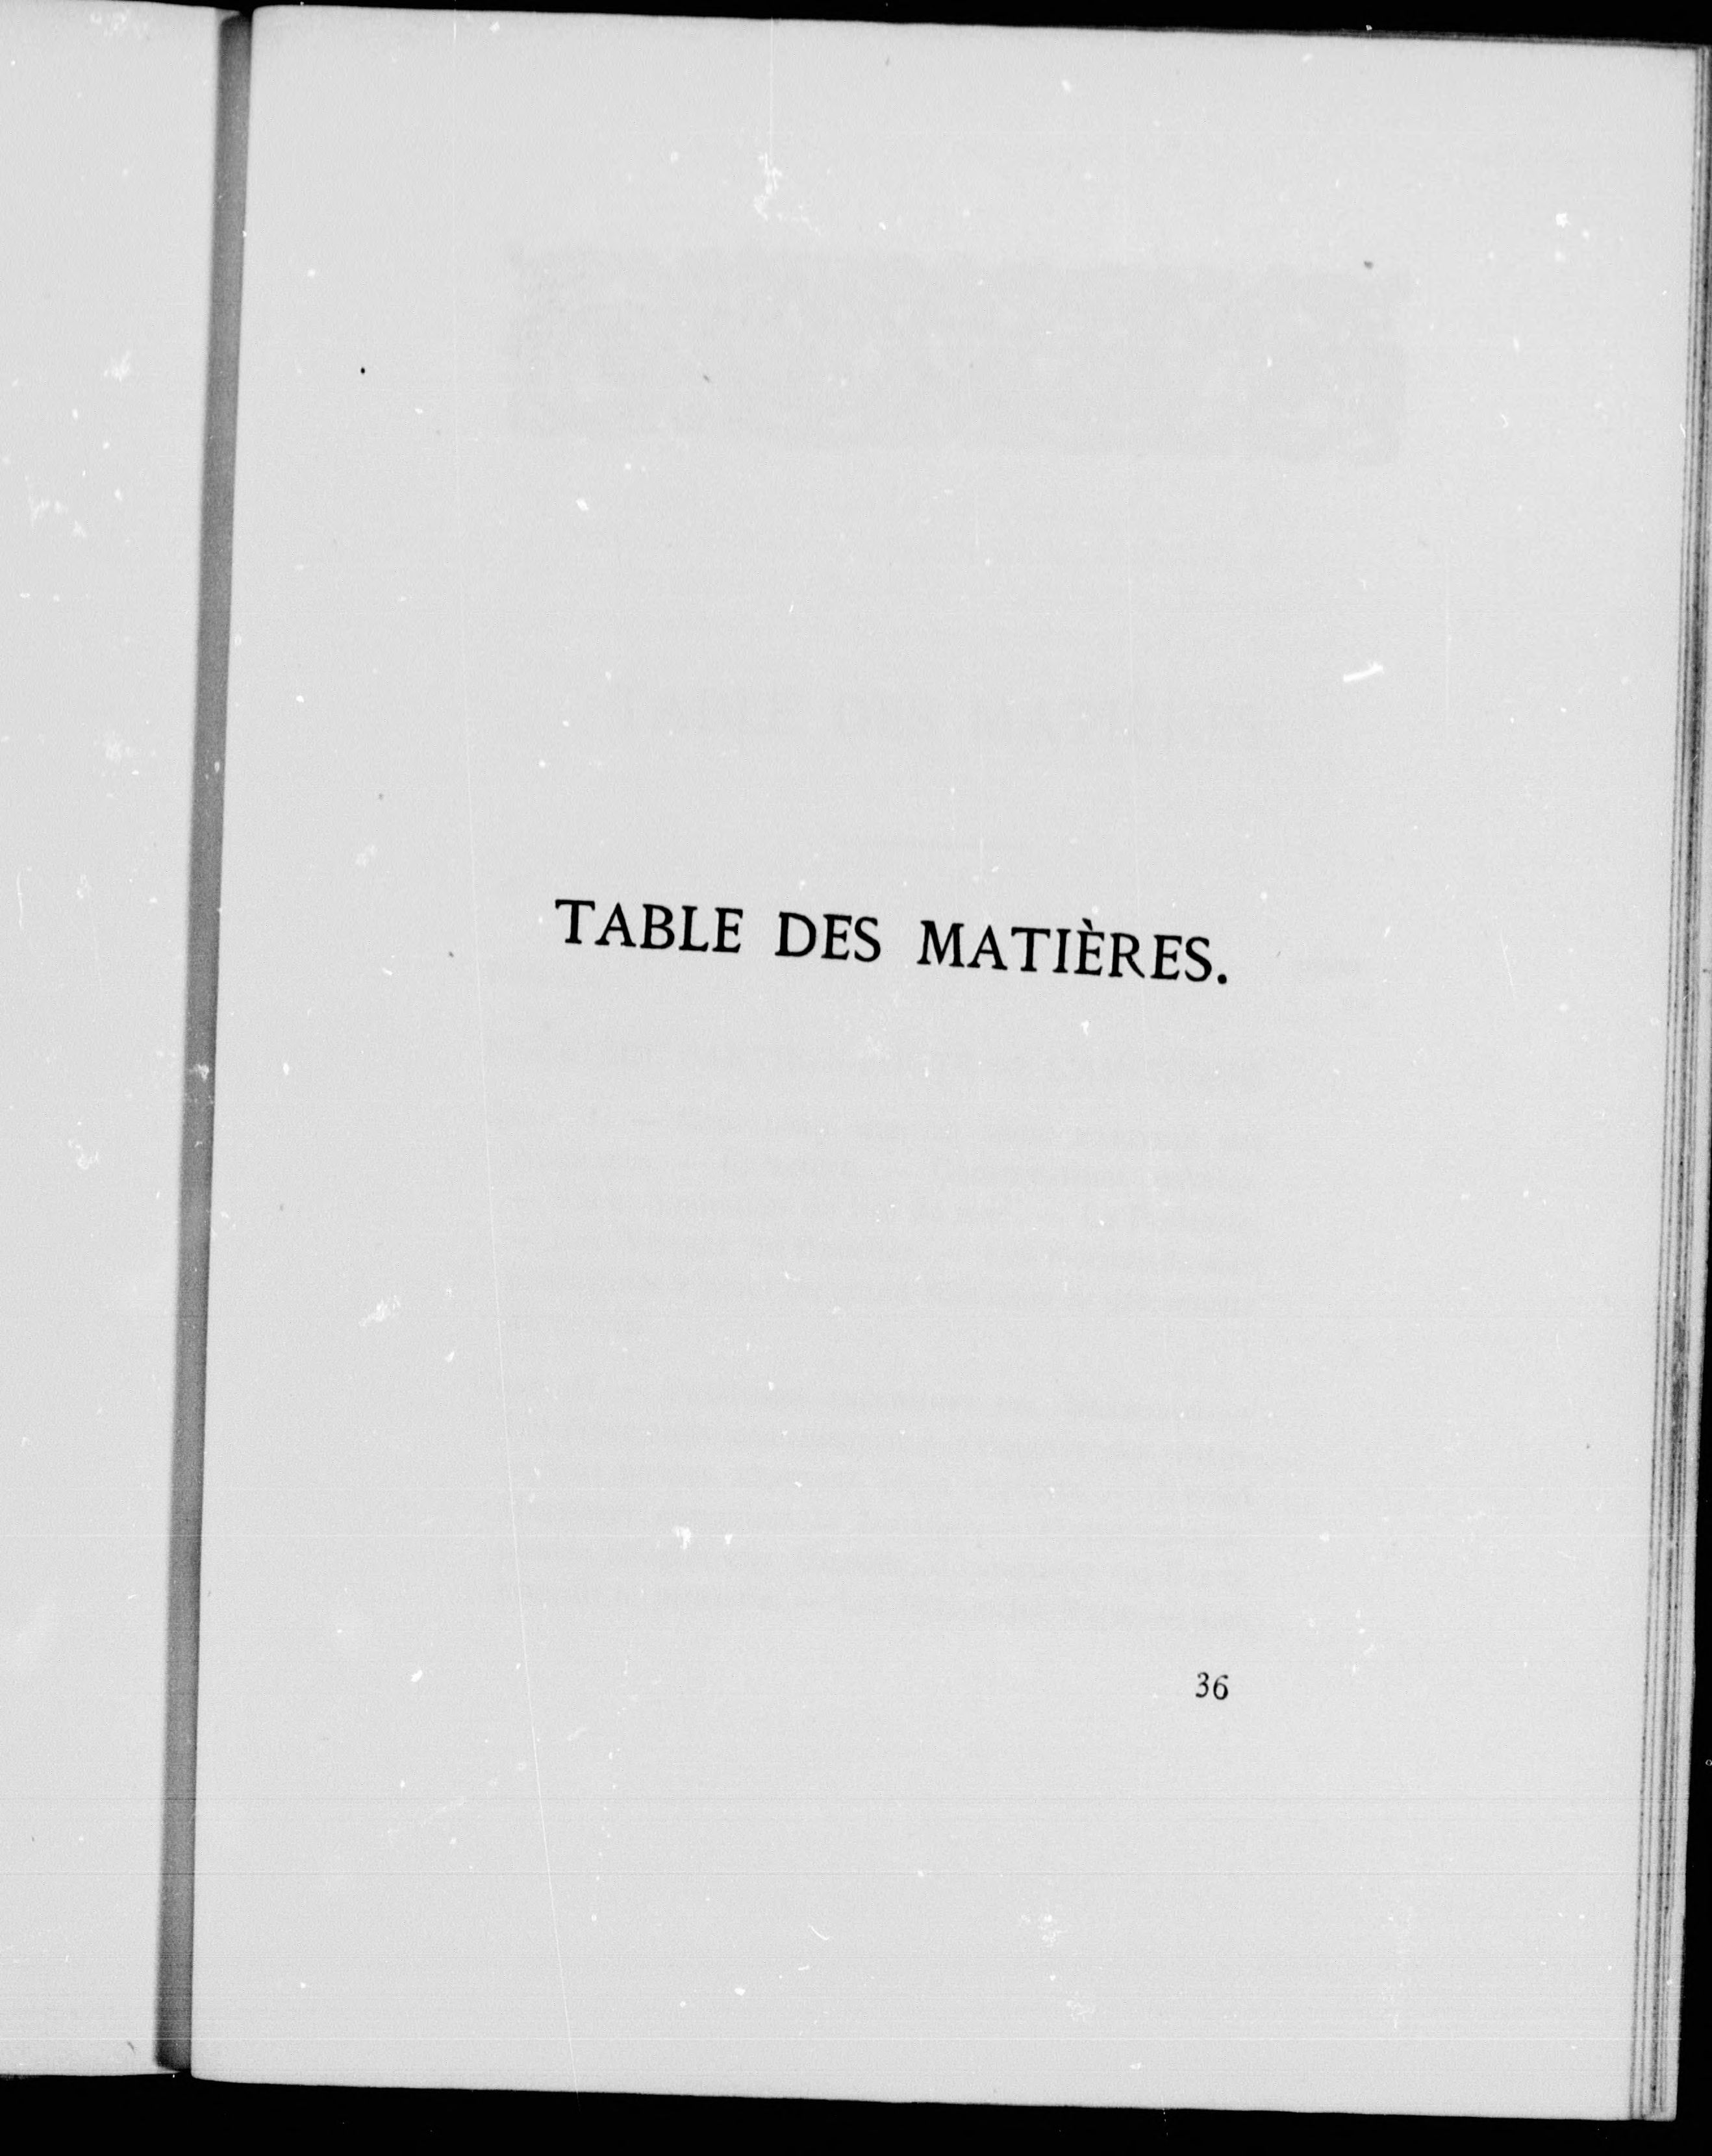 TABLE DES MATIÈRES.
36